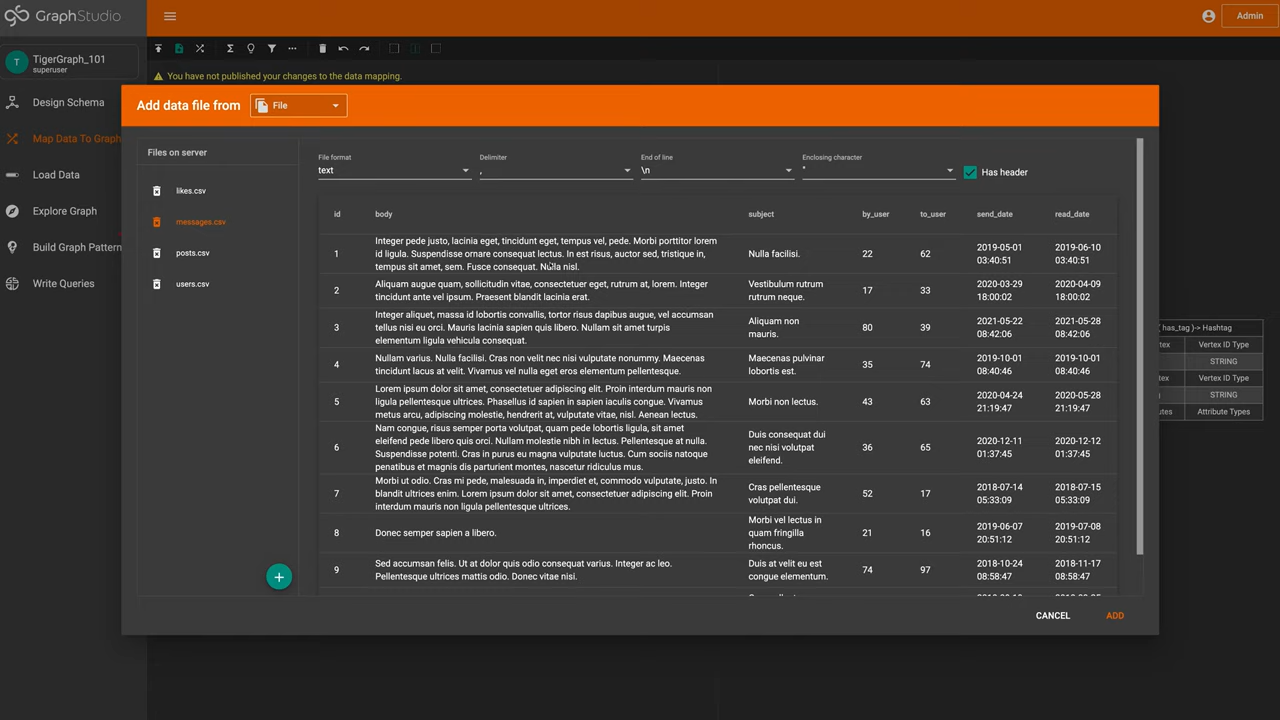 GraphStudio
Admin
T
TigerGraph_101
superuser
You have not published your changes to the data mapping.
Design Schema
Map Data To Graph
Load Data
Explore Graph
Build Graph Pattern
Write Queries
Add data file from
File
Files on server
likes.csv
messages.csv
posts.csv
users.csv
+
File format
text
Delimiter
,
End of line
\n
Enclosing character
"
Has header
id body subject by_user to_user send_date read_date
1
Integer pede justo, lacinia eget, tincidunt eget, tempus vel, pede. Morbi porttitor lorem
id ligula. Suspendisse ornare consequat lectus. In est risus, auctor sed, tristique in,
tempus sit amet, sem. Fusce consequat. Nulla nisl.
Nulla facilisi.
22
62
2019-05-01
03:40:51
2019-06-10
03:40:51
2
Aliquam augue quam, sollicitudin vitae, consectetuer eget, rutrum at, lorem. Integer
tincidunt ante vel ipsum. Praesent blandit lacinia erat.
Vestibulum rutrum
rutrum neque.
17
33
2020-03-29
18:00:02
2020-04-09
18:00:02
3
Integer aliquet, massa id lobortis convallis, tortor risus dapibus augue, vel accumsan
tellus nisi eu orci. Mauris lacinia sapien quis libero. Nullam sit amet turpis
elementum ligula vehicula consequat.
Aliquam non
mauris.
80
39
2021-05-22
08:42:06
2021-05-28
08:42:06
4
Nullam varius. Nulla facilisi. Cras non velit nec nisi vulputate nonummy. Maecenas
tincidunt lacus at velit. Vivamus vel nulla eget eros elementum pellentesque.
Maecenas pulvinar
lobortis est.
35
74
2019-10-01
08:40:46
2019-10-01
08:40:46
5
Lorem ipsum dolor sit amet, consectetuer adipiscing elit. Proin interdum mauris non
ligula pellentesque ultrices. Phasellus id sapien in sapien iaculis congue. Vivamus
metus arcu, adipiscing molestie, hendrerit at, vulputate vitae, nisl. Aenean lectus.
Morbi non lectus.
43
63
2020-04-24
21:19:47
2020-05-28
21:19:47
6
Nam congue, risus semper porta volutpat, quam pede lobortis ligula, sit amet
eleifend pede libero quis orci. Nullam molestie nibh in lectus. Pellentesque at nulla.
Suspendisse potenti. Cras in purus eu magna vulputate luctus. Cum sociis natoque
penatibus et magnis dis parturient montes, nascetur ridiculus mus.
Duis consequat dui
nec nisi volutpat
eleifend.
36
65
2020-12-11
01:37:45
2020-12-12
01:37:45
7
Morbi ut odio. Cras mi pede, malesuada in, imperdiet et, commodo vulputate, justo. In
blandit ultrices enim. Lorem ipsum dolor sit amet, consectetuer adipiscing elit. Proin
interdum mauris non ligula pellentesque ultrices.
Cras pellentesque
volutpat dui.
52
17
2018-07-14
05:33:09
2018-07-15
05:33:09
8
Donec semper sapien a libero.
Morbi vel lectus in
quam fringilla
rhoncus.
21
16
2019-06-07
20:51:12
2019-07-08
20:51:12
9
Sed accumsan felis. Ut at dolor quis odio consequat varius. Integer ac leo.
Pellentesque ultrices mattis odio. Donec vitae nisi.
Duis at velit eu est
congue elementum.
74
97
2018-10-24
08:58:47
2018-11-17
08:58:47
CANCEL
ADD
( has_tag )-> Hashtag
tex Vertex ID Type
STRING
tex Vertex ID Type
STRING
utes Attribute Types